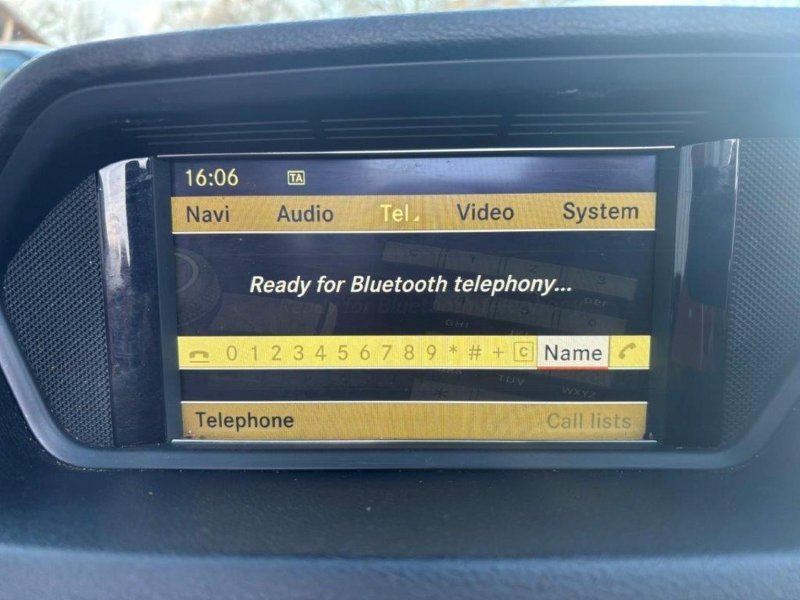 16:06 TA
Navi Audio Tel. Video System
Ready for Bluetooth telephony...
0 1 2 3 4 5 6 7 8 9 * # + C Name
Telephone Call lists